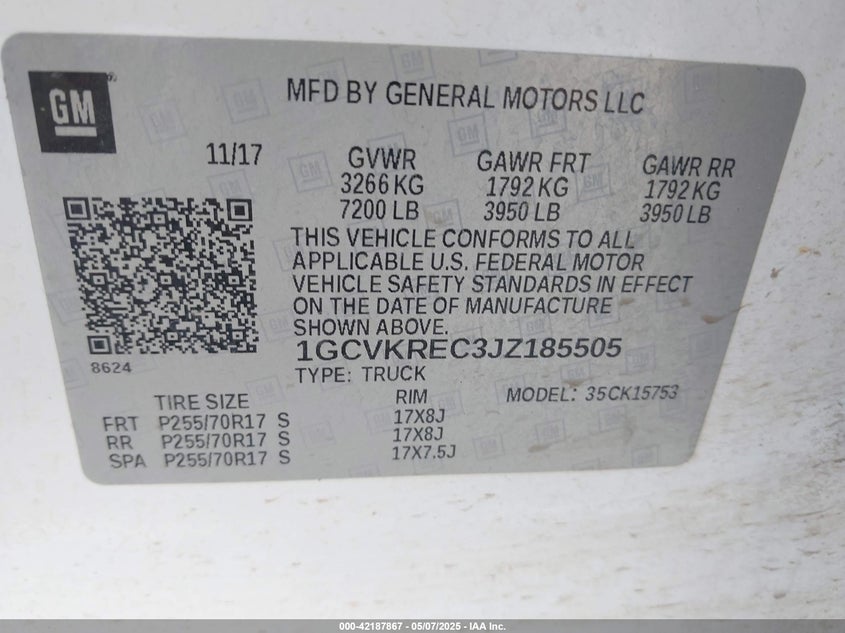 GM
MFD BY GENERAL MOTORS LLC
11/17
GVWR
3266 KG
7200 LB
GAWR FRT
1792 KG
3950 LB
GAWR RR
1792 KG
3950 LB
THIS VEHICLE CONFORMS TO ALL
APPLICABLE U.S. FEDERAL MOTOR
VEHICLE SAFETY STANDARDS IN EFFECT
ON THE DATE OF MANUFACTURE
SHOWN ABOVE.
1GCVKREC3JZ185505
8624
TYPE: TRUCK
MODEL: 35CK15753
TIRE SIZE
RIM
FRT P255/70R17 S 17X8J
RR P255/70R17 S 17X8J
SPA P255/70R17 S 17X7.5J
000-42187867 - 05/07/2025 - IAA Inc.